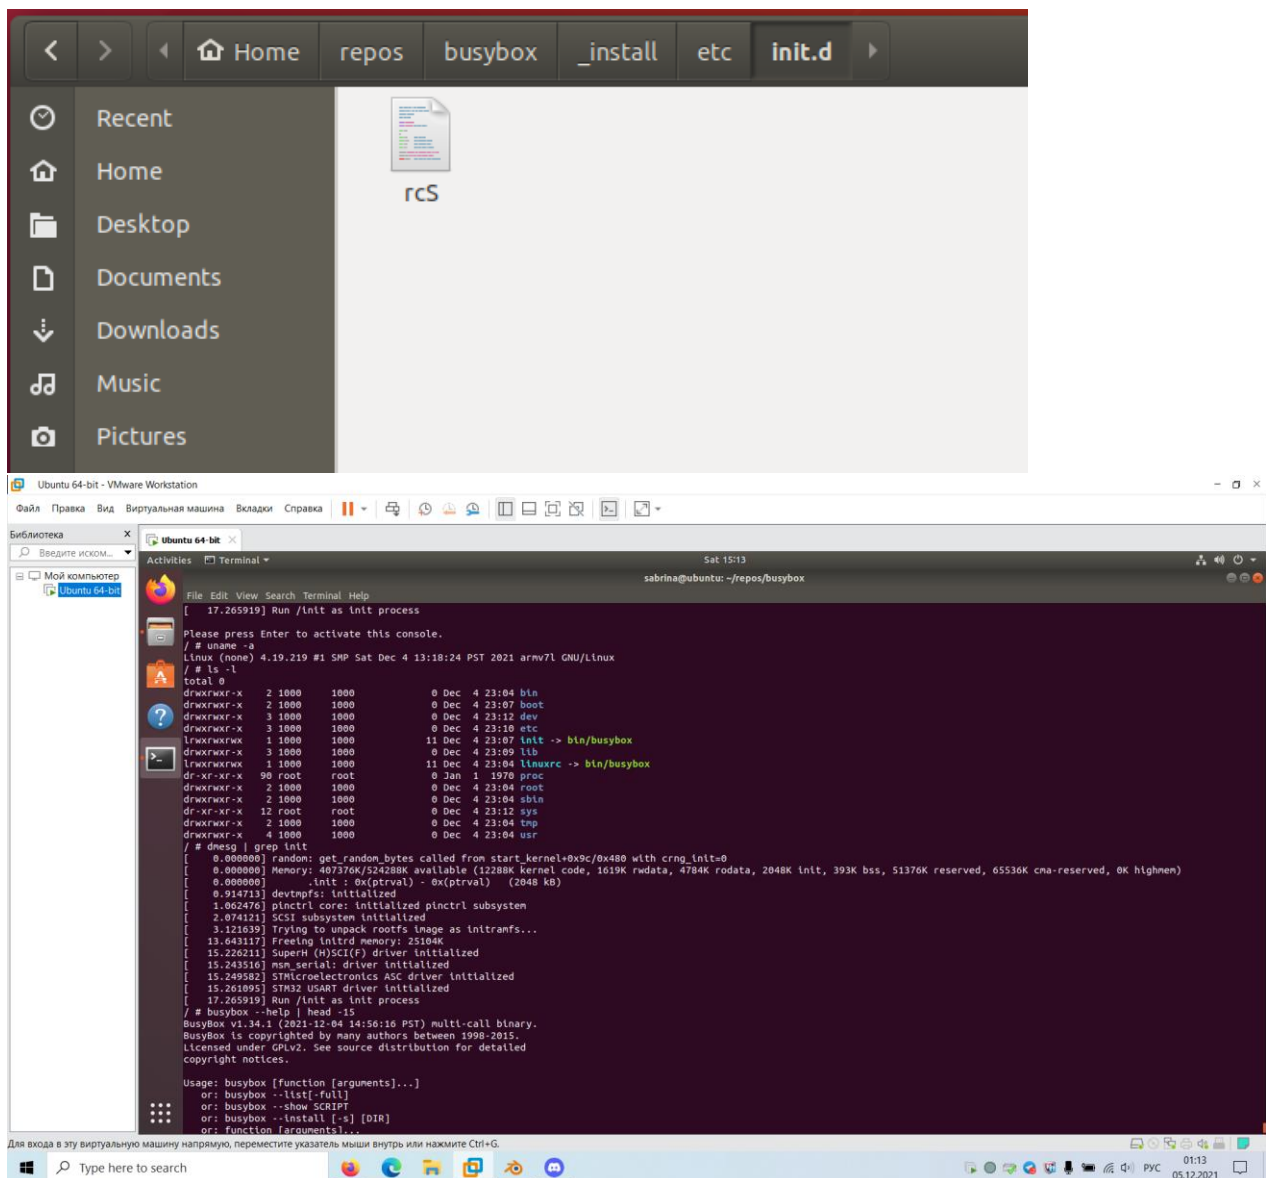 Home repos busybox _install etc init.d
Recent
Home
Desktop
Documents
Downloads
Music
Pictures
rcS
Ubuntu 64-bit - VMware Workstation
Файл Правка Вид Виртуальная машина Вкладки Справка
Библиотека
Введите иском...
Мой компьютер
Ubuntu 64-bit
Ubuntu 64-bit
Activities Terminal Sat 15:13
sabrina@ubuntu: ~/repos/busybox
File Edit View Search Terminal Help
[   17.265919] Run /init as init process
Please press Enter to activate this console.
/ # uname -a
Linux (none) 4.19.219 #1 SMP Sat Dec 4 13:18:24 PST 2021 armv7l GNU/Linux
/ # ls -l
total 0
drwxrwxr-x    2 1000     1000             0 Dec  4 23:04 bin
drwxrwxr-x    2 1000     1000             0 Dec  4 23:07 boot
drwxrwxr-x    3 1000     1000             0 Dec  4 23:12 dev
drwxrwxr-x    3 1000     1000             0 Dec  4 23:10 etc
lrwxrwxrwx    1 1000     1000            11 Dec  4 23:07 init -> bin/busybox
drwxrwxr-x    3 1000     1000             0 Dec  4 23:09 lib
lrwxrwxrwx    1 1000     1000            11 Dec  4 23:04 linuxrc -> bin/busybox
dr-xr-xr-x   90 root     root             0 Jan  1  1970 proc
drwxrwxr-x    2 1000     1000             0 Dec  4 23:04 root
drwxrwxr-x    2 1000     1000             0 Dec  4 23:04 sbin
dr-xr-xr-x   12 root     root             0 Dec  4 23:12 sys
drwxrwxr-x    2 1000     1000             0 Dec  4 23:04 tmp
drwxrwxr-x    4 1000     1000             0 Dec  4 23:04 usr
/ # dmesg | grep init
[    0.000000] random: get_random_bytes called from start_kernel+0x9c/0x480 with crng_init=0
[    0.000000] Memory: 407376K/524288K available (12288K kernel code, 1619K rwdata, 4784K rodata, 2048K init, 393K bss, 51376K reserved, 65536K cma-reserved, 0K highmem)
[    0.000000]       .init : 0x(ptrval) - 0x(ptrval)   (2048 kB)
[    0.914713] devtmpfs: initialized
[    1.062476] pinctrl core: initialized pinctrl subsystem
[    2.074121] SCSI subsystem initialized
[    3.121639] Trying to unpack rootfs image as initramfs...
[   13.643117] Freeing initrd memory: 25104K
[   15.226211] SuperH (H)SCI(F) driver initialized
[   15.243516] msm_serial: driver initialized
[   15.249582] STMicroelectronics ASC driver initialized
[   15.261095] STM32 USART driver initialized
[   17.265919] Run /init as init process
/ # busybox --help | head -15
BusyBox v1.34.1 (2021-12-04 14:56:16 PST) multi-call binary.
BusyBox is copyrighted by many authors between 1998-2015.
Licensed under GPLv2. See source distribution for detailed
copyright notices.
Usage: busybox [function [arguments]...]
   or: busybox --list[-full]
   or: busybox --show SCRIPT
   or: busybox --install [-s] [DIR]
   or: function [arguments]...
Для входа в эту виртуальную машину напрямую, переместите указатель мыши внутрь или нажмите Ctrl+G.
Type here to search
РУС
01:13
05.12.2021